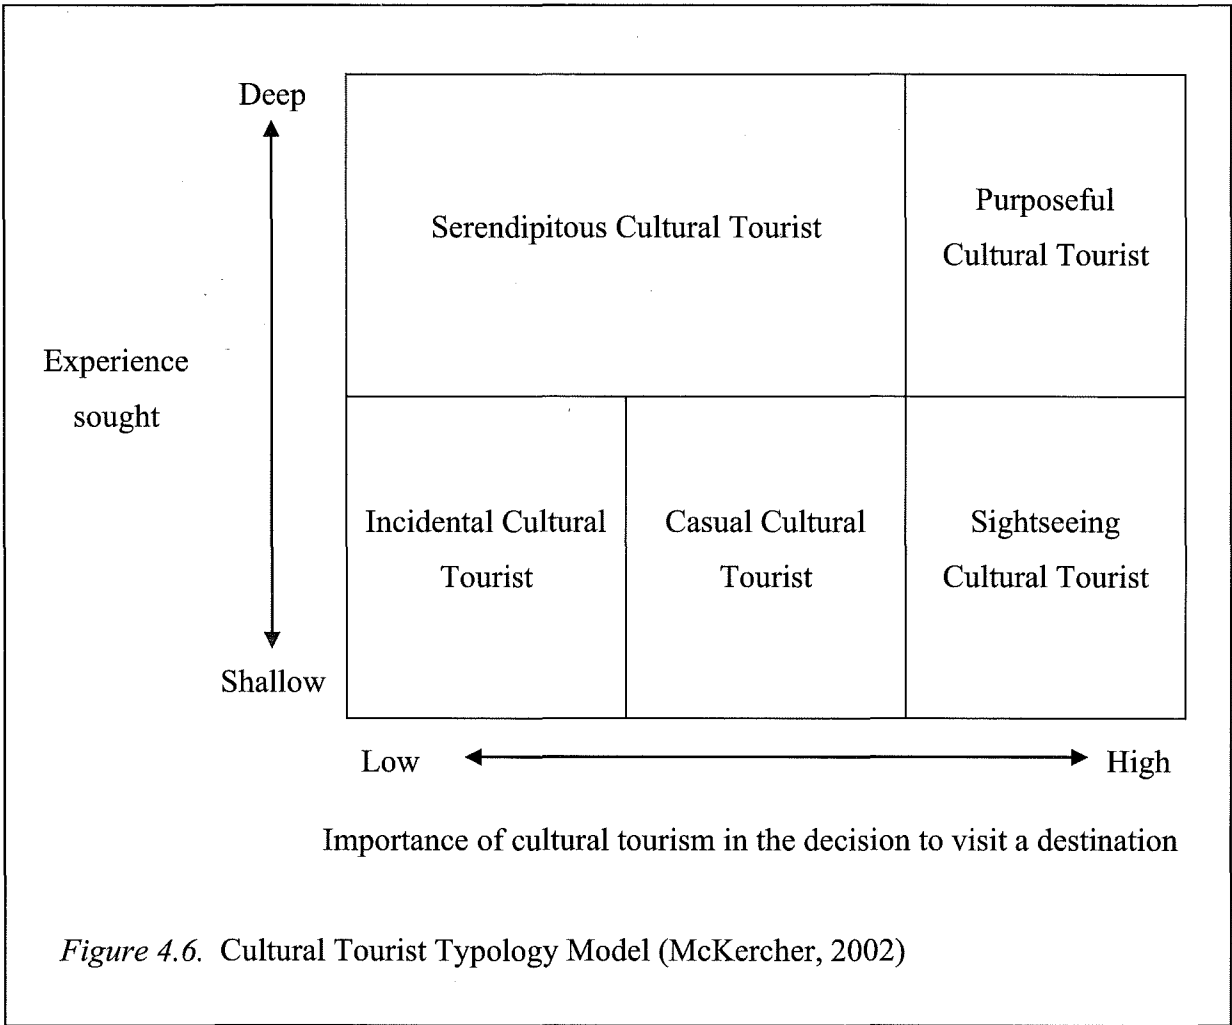 Deep
Serendipitous Cultural Tourist
Purposeful
Cultural Tourist
Experience
sought
Incidental Cultural
Tourist
Casual Cultural
Tourist
Sightseeing
Cultural Tourist
Shallow
Low
High
Importance of cultural tourism in the decision to visit a destination
Figure 4.6. Cultural Tourist Typology Model (McKercher, 2002)